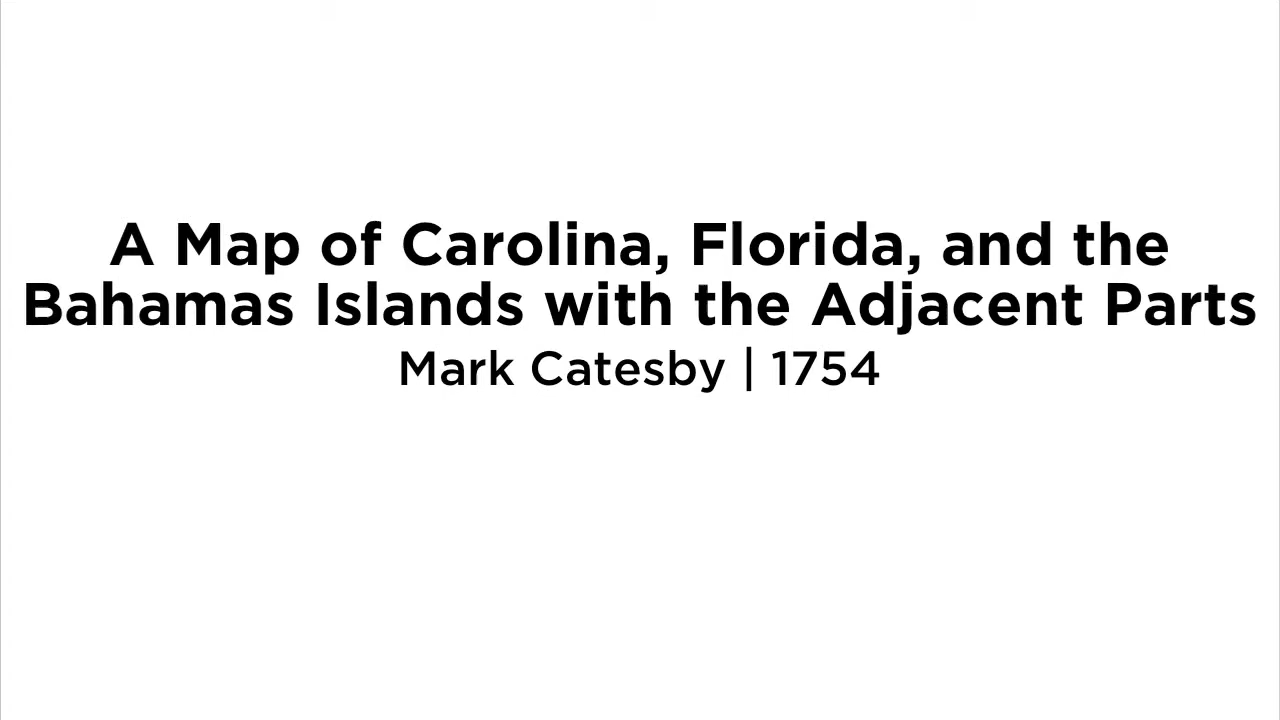 A Map of Carolina, Florida, and the
Bahamas Islands with the Adjacent Parts
Mark Catesby | 1754